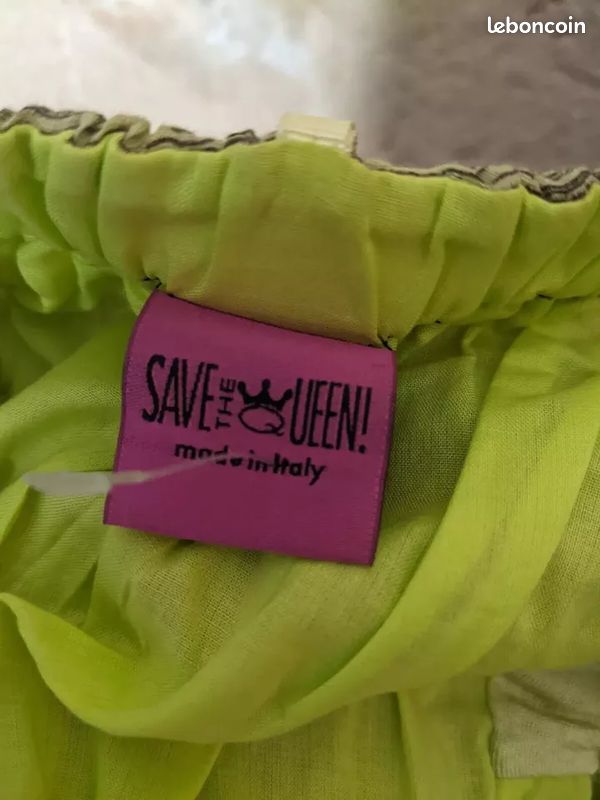 leboncoin
SAVE THE QUEEN!
made in Italy